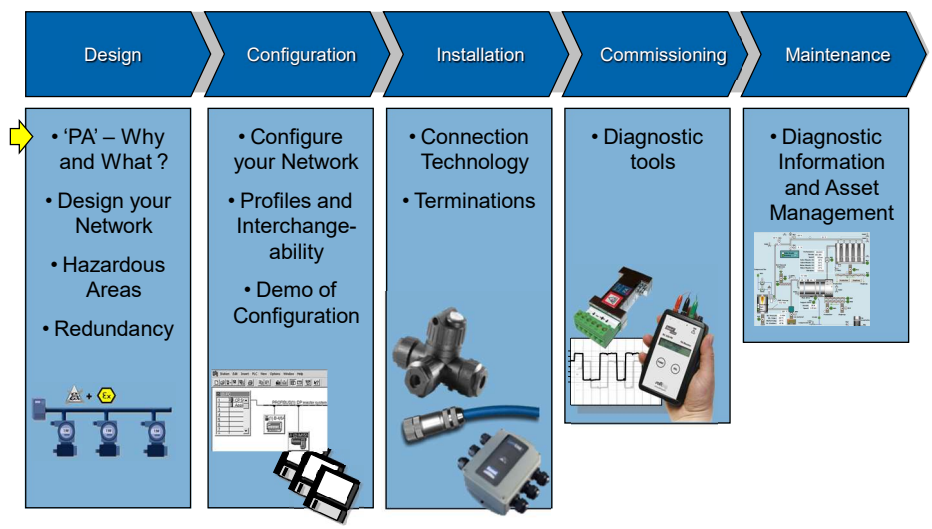 Design
Configuration
Installation
Commissioning
Maintenance
• ‘PA’ – Why
and What ?
• Design your
Network
• Hazardous
Areas
• Redundancy
Ex
• Configure
your Network
• Profiles and
Interchange-
ability
• Demo of
Configuration
PROFIBUS(1): DP master system
• Connection
Technology
• Terminations
• Diagnostic
tools
• Diagnostic
Information
and Asset
Management